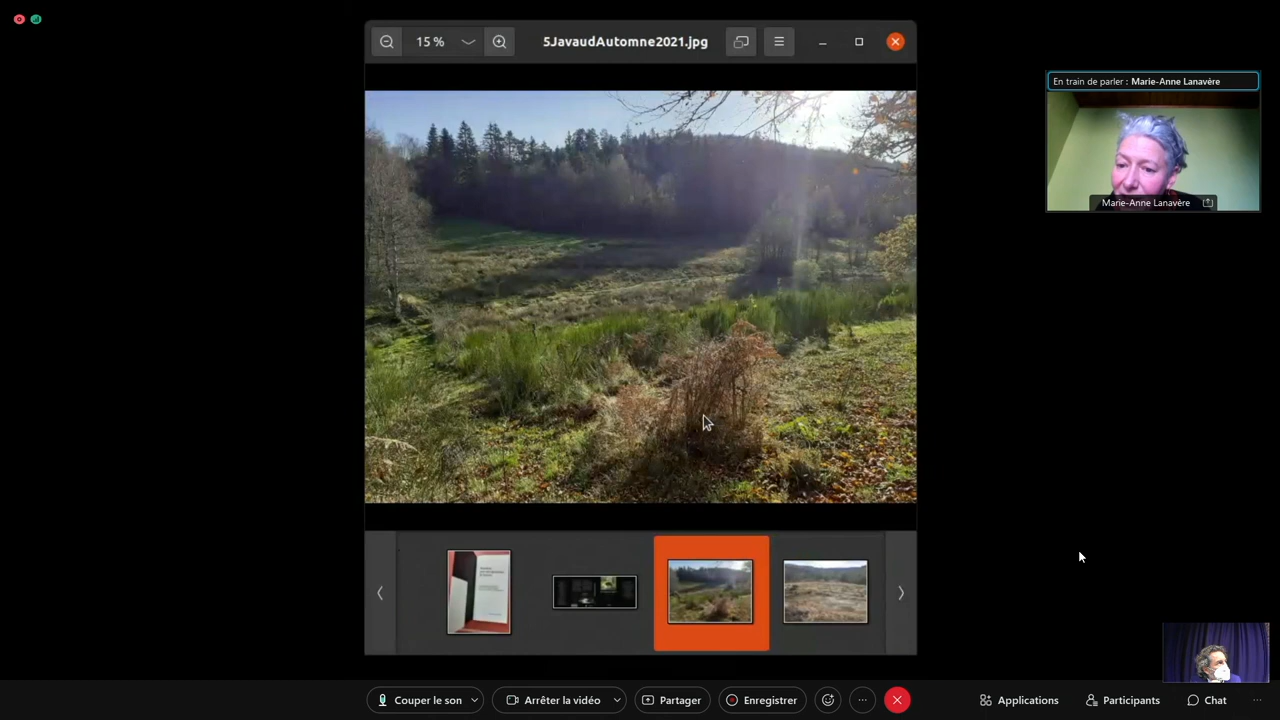 15 %
5JavaudAutomne2021.jpg
En train de parler : Marie-Anne Lanavère
Marie-Anne Lanavère
Couper le son
Arrêter la vidéo
Partager
Enregistrer
Applications
Participants
Chat